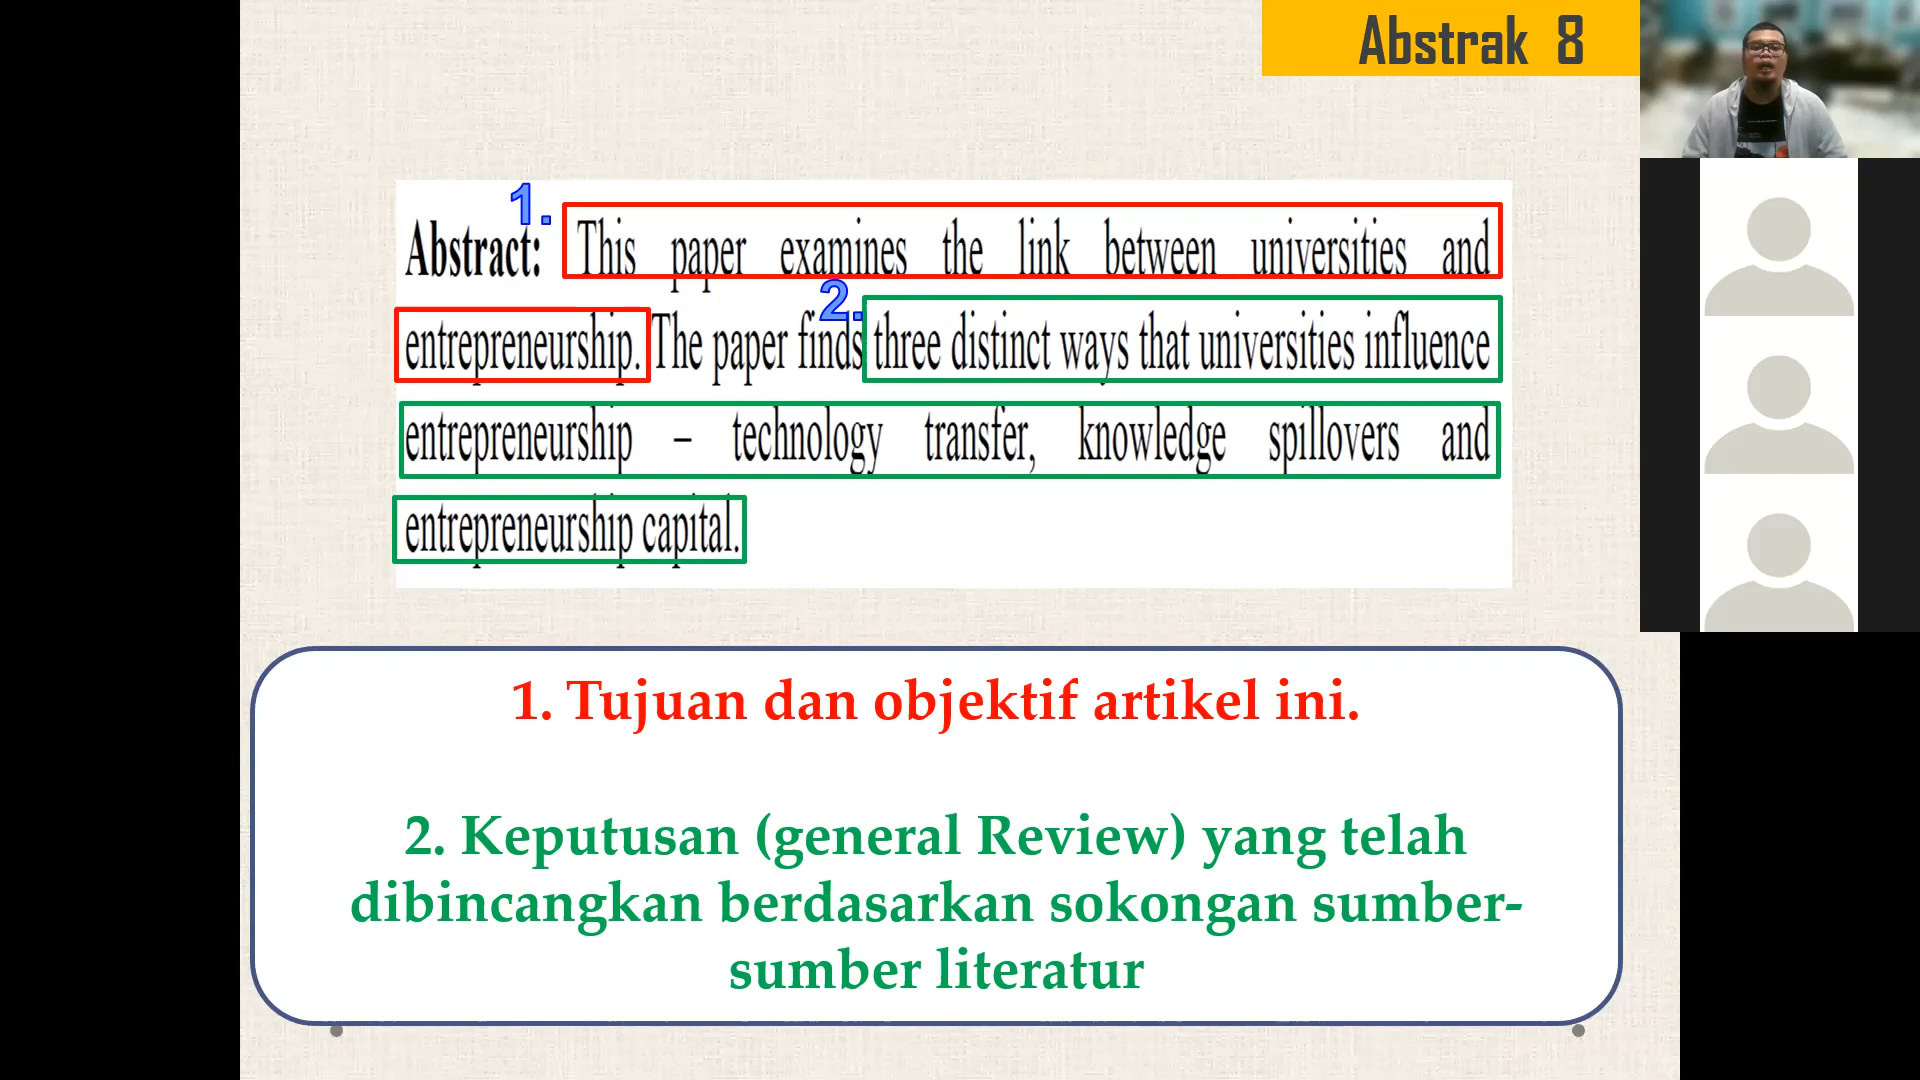 Abstrak 8
1.
Abstract: This paper examines the link between universities and
2.
entrepreneurship. The paper finds three distinct ways that universities influence
entrepreneurship – technology transfer, knowledge spillovers and
entrepreneurship capital.
1. Tujuan dan objektif artikel ini.
2. Keputusan (general Review) yang telah
dibincangkan berdasarkan sokongan sumber-
sumber literatur